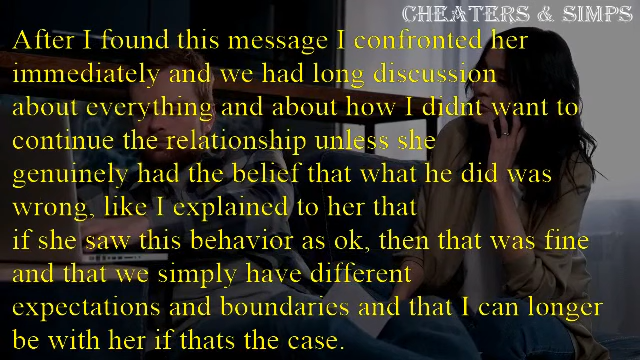 CHEATERS & SIMPS
After I found this message I confronted her
immediately and we had long discussion
about everything and about how I didnt want to
continue the relationship unless she
genuinely had the belief that what he did was
wrong, like I explained to her that
if she saw this behavior as ok, then that was fine
and that we simply have different
expectations and boundaries and that I can longer
be with her if thats the case.